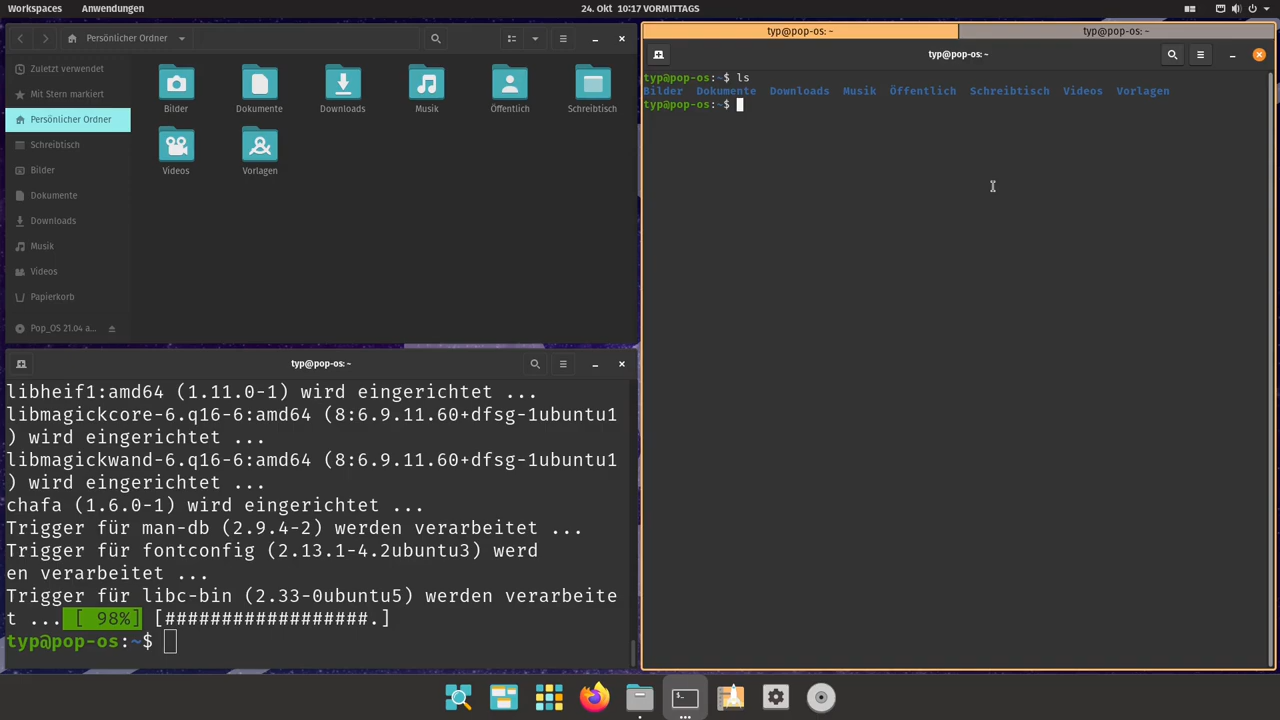 Workspaces
Anwendungen
24. Okt 10:17 VORMITTAGS
Persönlicher Ordner
Zuletzt verwendet
Mit Stern markiert
Persönlicher Ordner
Schreibtisch
Bilder
Dokumente
Downloads
Musik
Videos
Papierkorb
Pop_OS 21.04 a...
Bilder
Dokumente
Downloads
Musik
Öffentlich
Schreibtisch
Videos
Vorlagen
typ@pop-os: ~
libheif1:amd64 (1.11.0-1) wird eingerichtet ...
libmagickcore-6.q16-6:amd64 (8:6.9.11.60+dfsg-1ubuntu1
) wird eingerichtet ...
libmagickwand-6.q16-6:amd64 (8:6.9.11.60+dfsg-1ubuntu1
) wird eingerichtet ...
chafa (1.6.0-1) wird eingerichtet ...
Trigger für man-db (2.9.4-2) werden verarbeitet ...
Trigger für fontconfig (2.13.1-4.2ubuntu3) werd
en verarbeitet ...
Trigger für libc-bin (2.33-0ubuntu5) werden verarbeite
t ... [ 98%] [##################.]
typ@pop-os:~$
typ@pop-os: ~
typ@pop-os: ~
typ@pop-os: ~
typ@pop-os:~$ ls
Bilder Dokumente Downloads Musik Öffentlich Schreibtisch Videos Vorlagen
typ@pop-os:~$